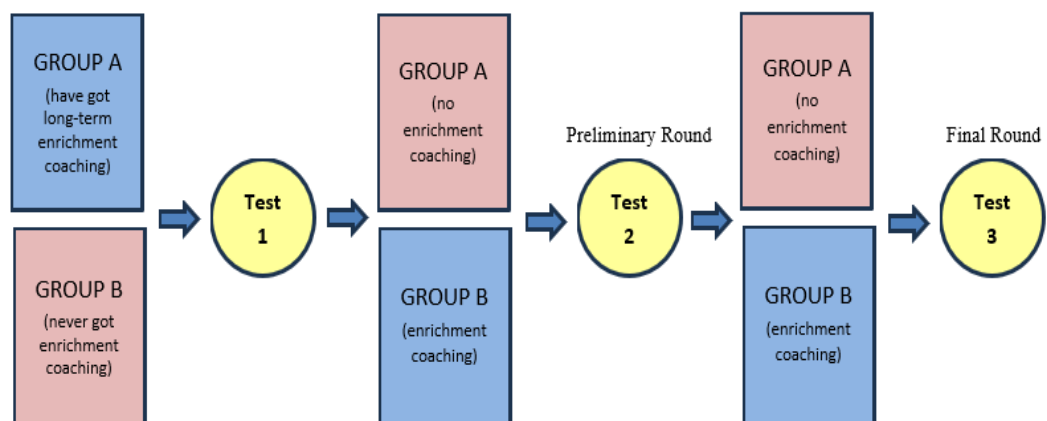 GROUP A
(have got
long-term
enrichment
coaching)
GROUP B
(never got
enrichment
coaching)
Test
1
GROUP A
(no
enrichment
coaching)
GROUP B
(enrichment
coaching)
Preliminary Round
Test
2
GROUP A
(no
enrichment
coaching)
GROUP B
(enrichment
coaching)
Final Round
Test
3